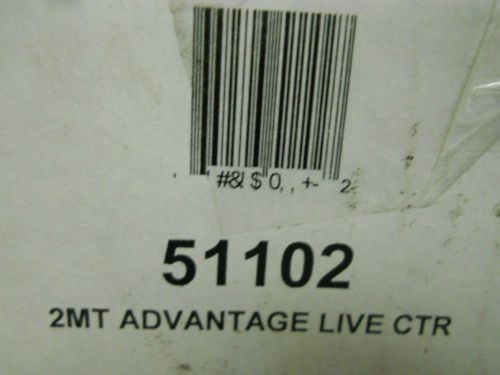 #&! $ 0, , +- 2
51102
2MT ADVANTAGE LIVE CTR